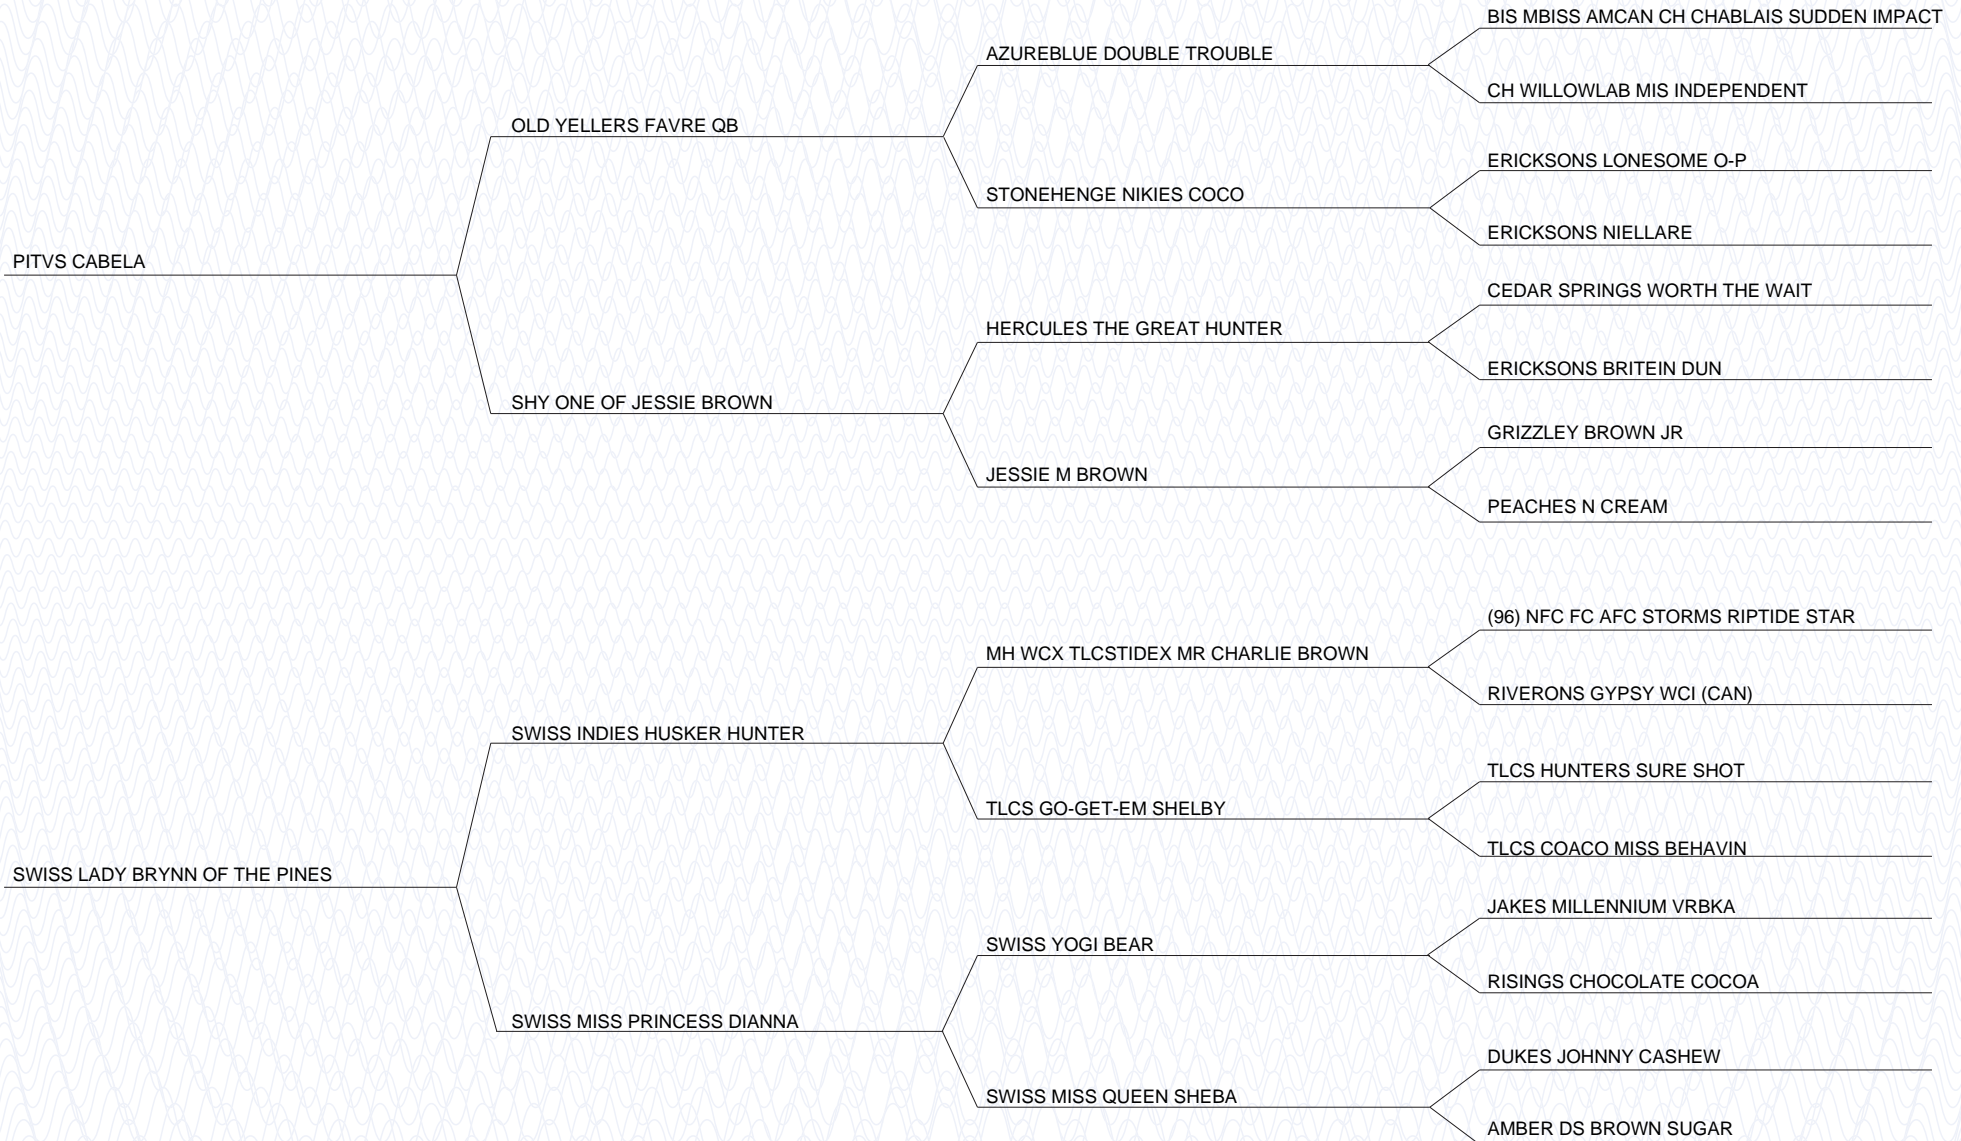 BIS MBISS AMCAN CH CHABLAIS SUDDEN IMPACT
AZUREBLUE DOUBLE TROUBLE
CH WILLOWLAB MIS INDEPENDENT
OLD YELLERS FAVRE QB
ERICKSONS LONESOME O-P
STONEHENGE NIKIES COCO
ERICKSONS NIELLARE
PITVS CABELA
CEDAR SPRINGS WORTH THE WAIT
HERCULES THE GREAT HUNTER
ERICKSONS BRITEIN DUN
SHY ONE OF JESSIE BROWN
GRIZZLEY BROWN JR
JESSIE M BROWN
PEACHES N CREAM
(96) NFC FC AFC STORMS RIPTIDE STAR
MH WCX TLCSTIDEX MR CHARLIE BROWN
RIVERONS GYPSY WCI (CAN)
SWISS INDIES HUSKER HUNTER
TLCS HUNTERS SURE SHOT
TLCS GO-GET-EM SHELBY
TLCS COACO MISS BEHAVIN
SWISS LADY BRYNN OF THE PINES
JAKES MILLENNIUM VRBKA
SWISS YOGI BEAR
RISINGS CHOCOLATE COCOA
SWISS MISS PRINCESS DIANNA
DUKES JOHNNY CASHEW
SWISS MISS QUEEN SHEBA
AMBER DS BROWN SUGAR